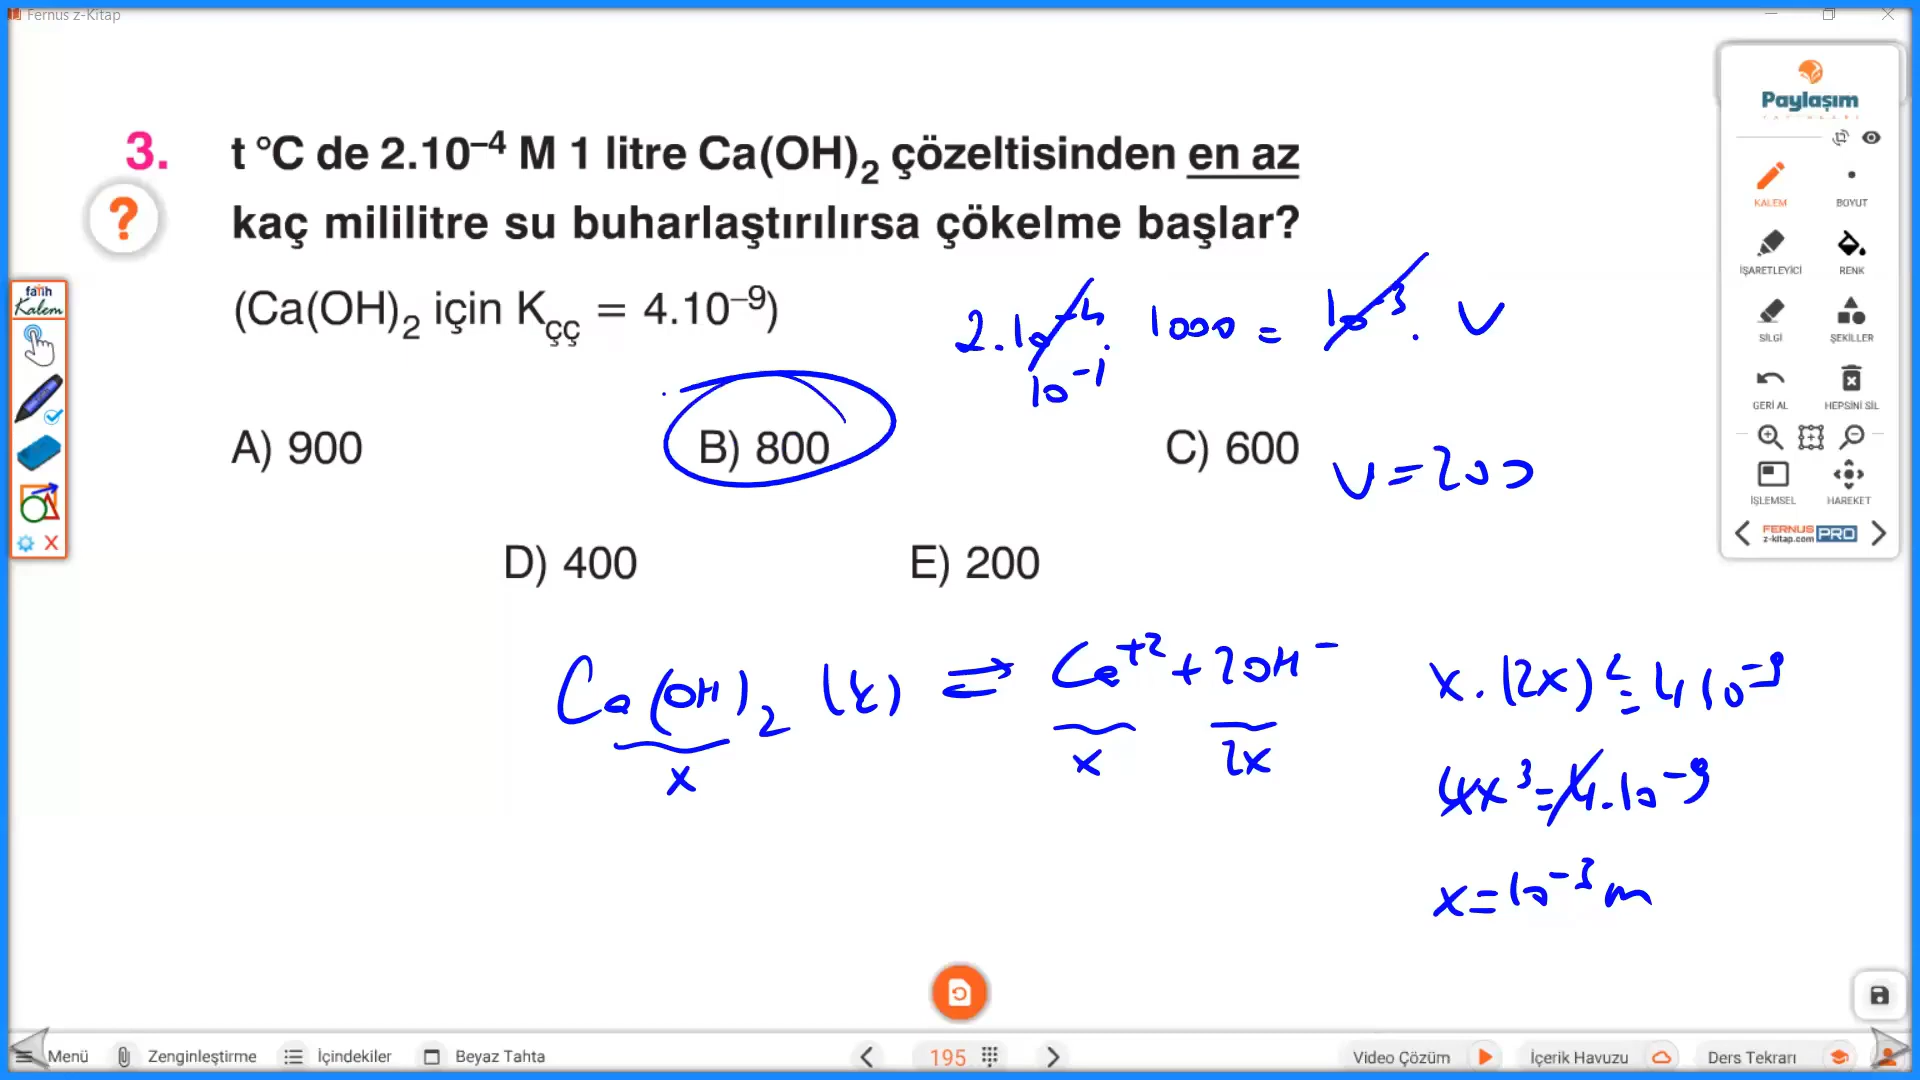 Fernus z-Kitap
3. t °C de 2.10⁻⁴ M 1 litre Ca(OH)₂ çözeltisinden en az
kaç mililitre su buharlaştırılırsa çökelme başlar?
?
(Ca(OH)₂ için Kçç = 4.10⁻⁹)
2.10⁻⁴ . 1000 = 10⁻³ . V
10⁻¹
A) 900 B) 800 C) 600
V = 200
D) 400 E) 200
Ca(OH)₂ (k) ⇌ Ca⁺² + 2OH⁻
x x 2x
x . (2x)² = 4 10⁻⁹
4x³ = 4.10⁻⁹
x = 10⁻³ m
fatih
Kalem
Paylaşım
YAYINLARI
KALEM BOYUT
İŞARETLEYİCİ RENK
SİLGİ ŞEKİLLER
GERİ AL HEPSİNİ SİL
İŞLEMSEL HAREKET
FERNUS
z-kitap.com PRO
Menü Zenginleştirme İçindekiler Beyaz Tahta 195 Video Çözüm İçerik Havuzu Ders Tekrarı